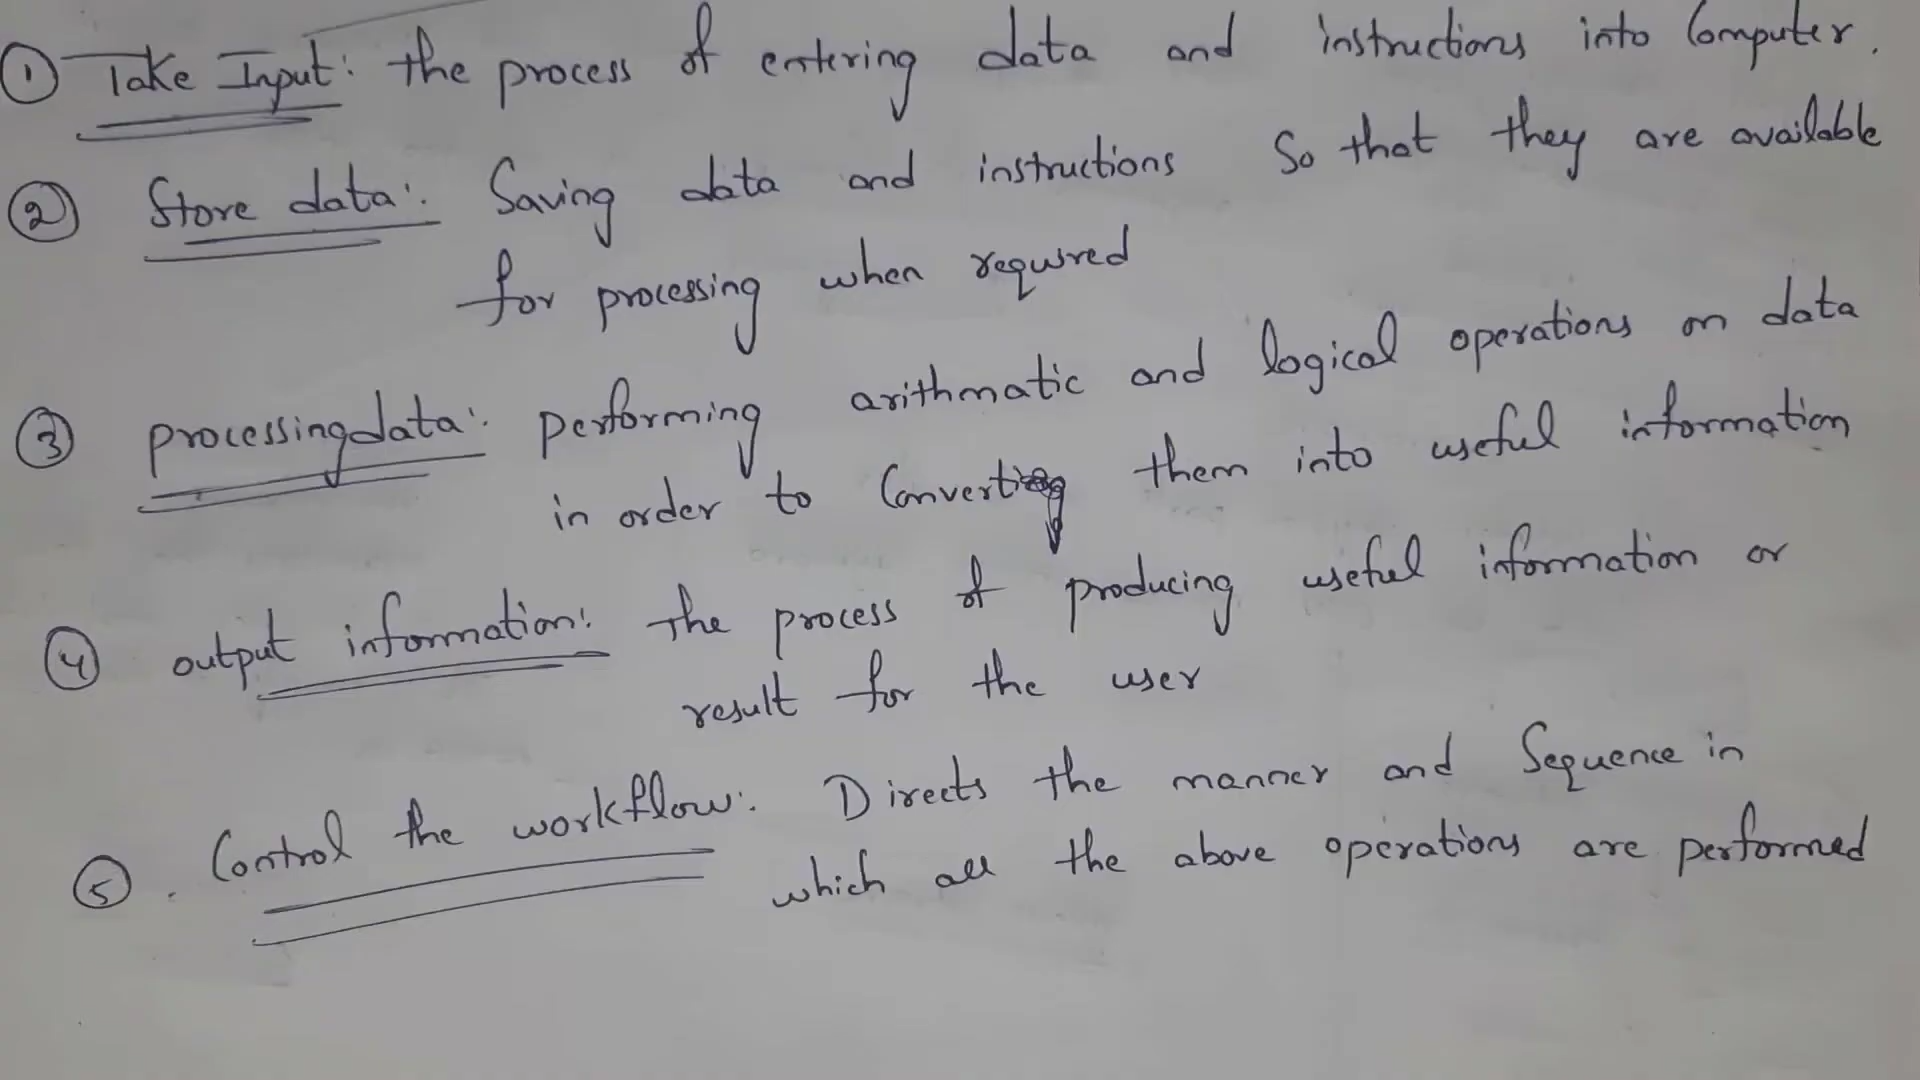 ① Take Input: the process of entering data and instructions into Computer.
② Store data: Saving data and instructions So that they are available
for processing when required
③ processing data: performing arithmatic and logical operations on data
in order to Converting them into useful information
④ output information: the process of producing useful information or
result for the user
⑤. Control the workflow: Directs the manner and Sequence in
which all the above operations are performed